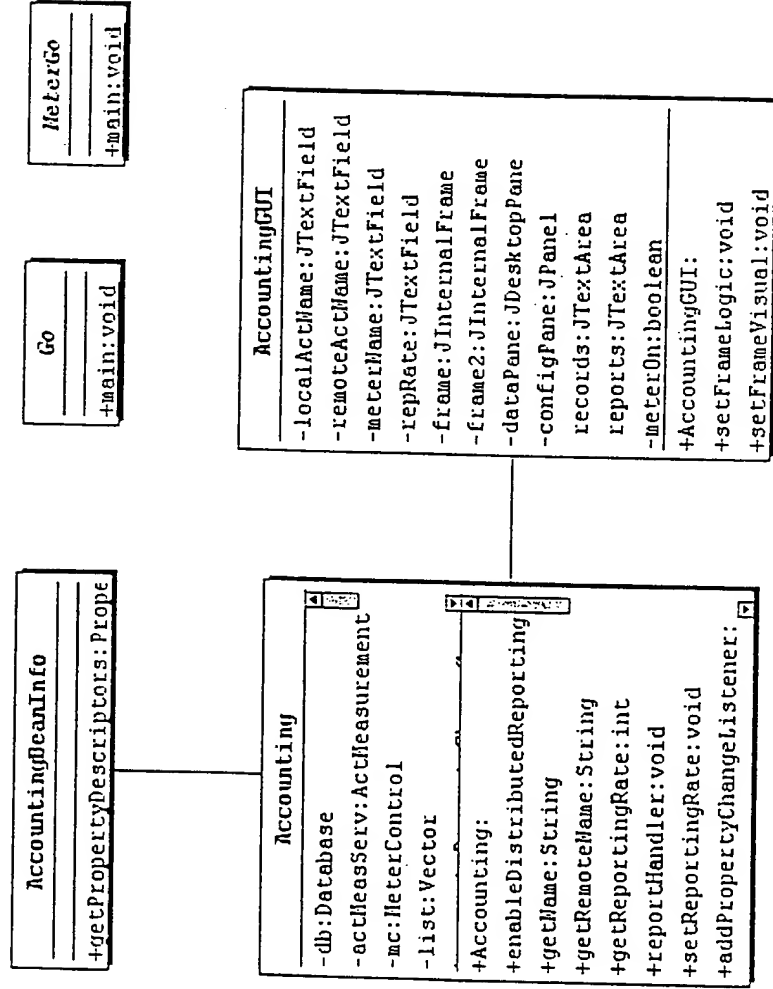 MeterGo
+main:void
Go
+main:void
AccountingBeanInfo
+getPropertyDescriptors:Prope
AccountingGUI
-localActName:JTextField
-remoteActName:JTextField
-meterName:JTextField
-repRate:JTextField
-frame:JInternalFrame
-frame2:JInternalFrame
-dataPane:JDesktopPane
-configPane:JPanel
records:JTextArea
reports:JTextArea
-meterOn:boolean
+AccountingGUI:
+setFrameLogic:void
+setFrameVisual:void
Accounting
-db:Database
-actMeasServ:ActMeasurement
-mc:MeterControl
-list:Vector
+Accounting:
+enableDistributedReporting
+getName:String
+getRemoteName:String
+getReportingRate:int
+reportHandler:void
+setReportingRate:void
+addPropertyChangeListener: